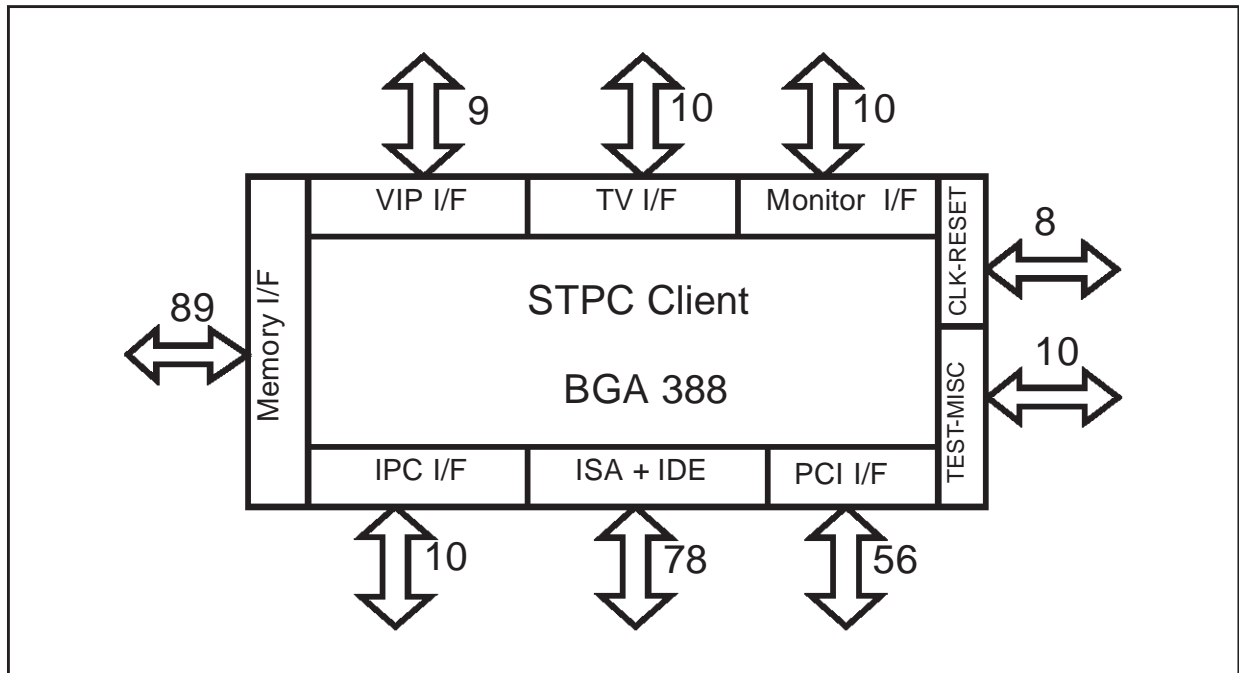 9
10
10
VIP I/F
TV I/F
Monitor I/F
CLK-RESET
8
Memory I/F
89
STPC Client
BGA 388
TEST-MISC
10
IPC I/F
ISA + IDE
PCI I/F
10
78
56